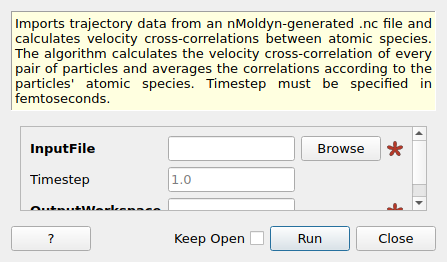 Imports trajectory data from an nMoldyn-generated .nc file and
calculates velocity cross-correlations between atomic species.
The algorithm calculates the velocity cross-correlation of every
pair of particles and averages the correlations according to the
particles' atomic species. Timestep must be specified in
femtoseconds.
InputFile Browse *
Timestep 1.0
OutputWorkspace *
? Keep Open Run Close